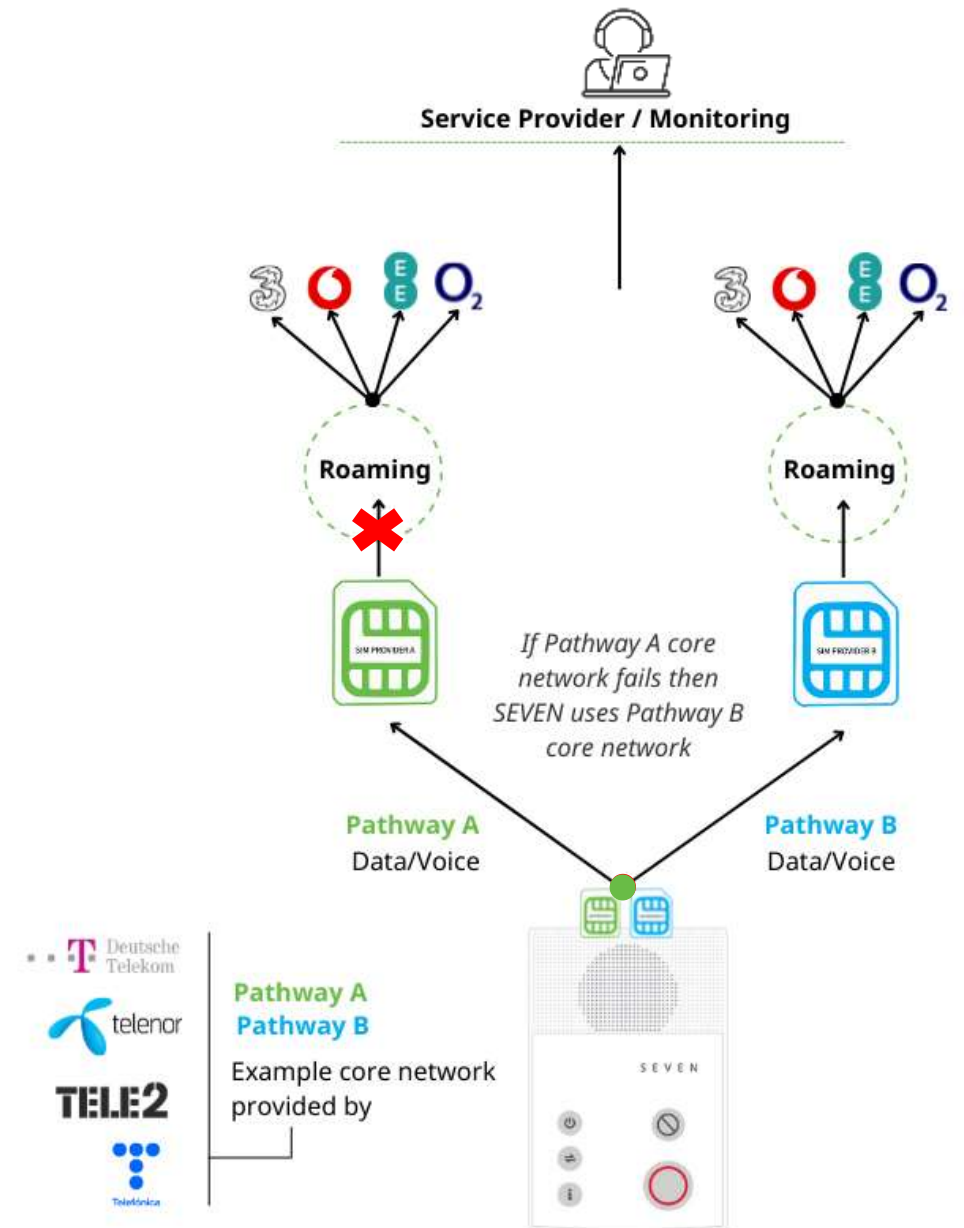 Service Provider / Monitoring
3
E
E
O2
3
E
E
O2
Roaming
Roaming
SIM PROVIDER A
SIM PROVIDER B
If Pathway A core
network fails then
SEVEN uses Pathway B
core network
Pathway A
Data/Voice
Pathway B
Data/Voice
T
Deutsche
Telekom
telenor
TELE2
Telefónica
Pathway A
Pathway B
Example core network
provided by
SEVEN
i